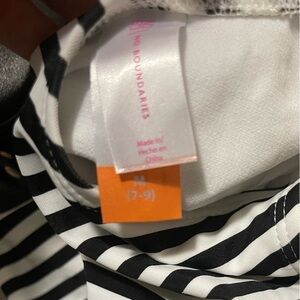 NO BOUNDARIES
Made in/
Hecho en
China
M
(7-9)